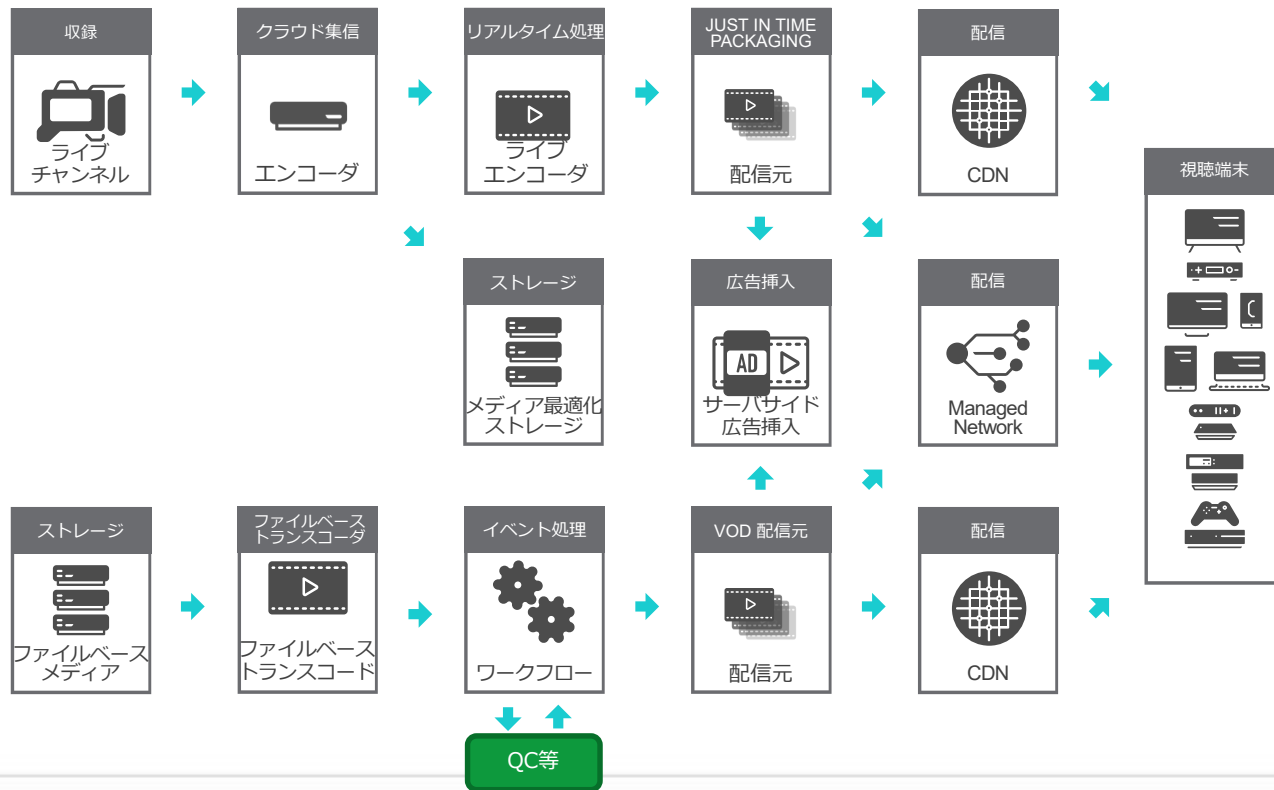 収録
ライブ
チャンネル
クラウド集信
エンコーダ
リアルタイム処理
ライブ
エンコーダ
JUST IN TIME
PACKAGING
配信元
配信
CDN
視聴端末
ストレージ
メディア最適化
ストレージ
広告挿入
AD
サーバサイド
広告挿入
配信
Managed
Network
ストレージ
ファイルベース
メディア
ファイルベース
トランスコーダ
ファイルベース
トランスコード
イベント処理
ワークフロー
VOD 配信元
配信元
配信
CDN
QC等